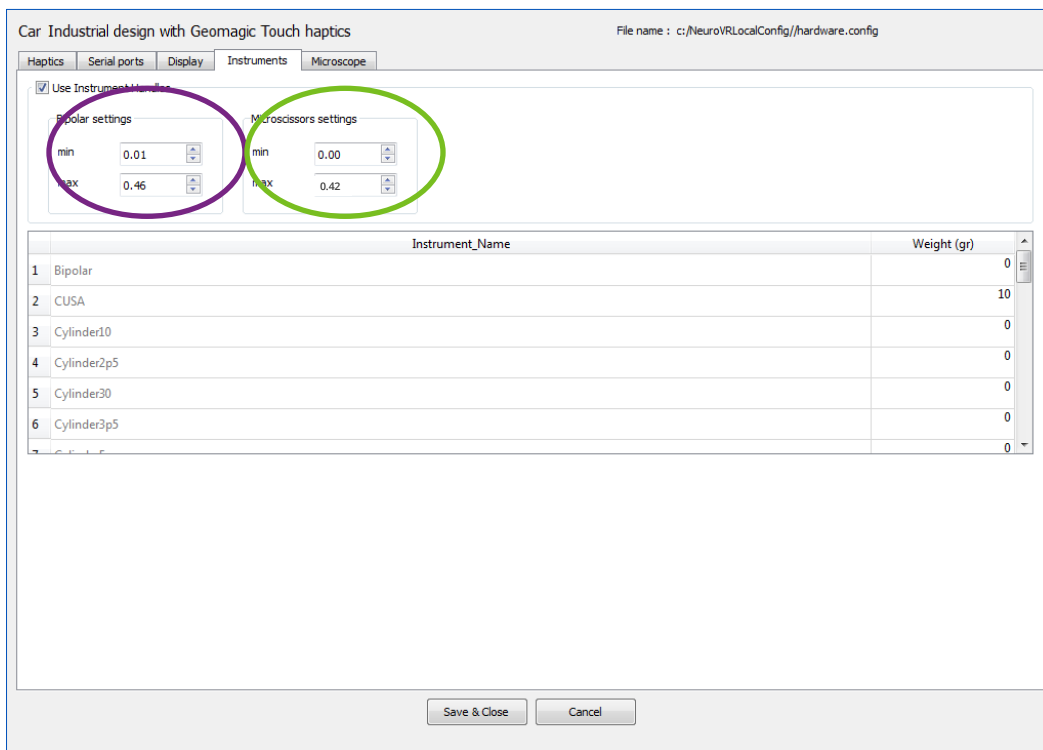 Car Industrial design with Geomagic Touch haptics File name : c:/NeuroVRLocalConfig//hardware.config
Haptics Serial ports Display Instruments Microscope
Use Instrument Handles
Bipolar settings Microscissors settings
min 0.01 min 0.00
max 0.46 max 0.42
Instrument_Name Weight (gr)
1 Bipolar 0
2 CUSA 10
3 Cylinder10 0
4 Cylinder2p5 0
5 Cylinder30 0
6 Cylinder3p5 0
0
Save & Close Cancel